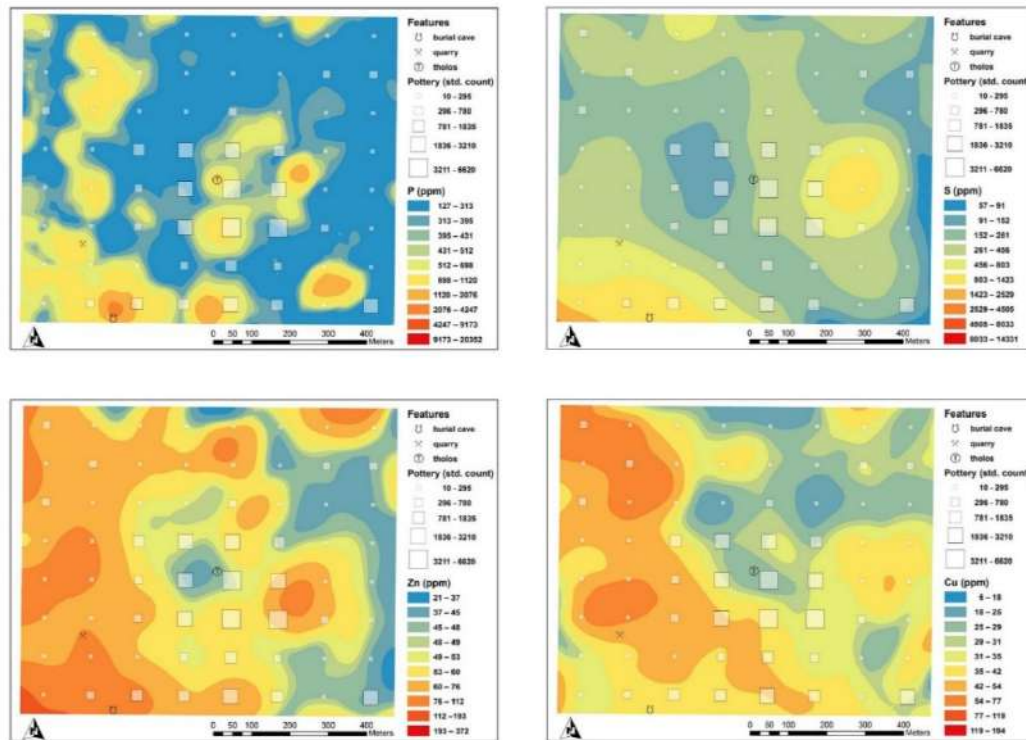 Features
burial cave
quarry
tholos
Pottery (std. count)
10 - 295
296 - 780
781 - 1835
1836 - 3210
3211 - 6620
P (ppm)
127 – 313
313 – 395
395 – 431
431 – 512
512 – 698
698 – 1120
1120 – 2076
2076 – 4247
4247 – 9173
9173 – 20352
0 50 100 200 300 400
Meters
Features
burial cave
quarry
tholos
Pottery (std. count)
10 - 295
296 - 780
781 - 1835
1836 - 3210
3211 - 6620
S (ppm)
57 – 91
91 – 152
152 – 261
261 – 456
456 – 803
803 – 1423
1423 – 2529
2529 – 4505
4505 – 8033
8033 – 14331
0 50 100 200 300 400
Meters
Features
burial cave
quarry
tholos
Pottery (std. count)
10 - 295
296 - 780
781 - 1835
1836 - 3210
3211 - 6620
Zn (ppm)
21 – 37
37 – 45
45 – 48
48 – 49
49 – 53
53 – 60
60 – 76
76 – 112
112 – 193
193 – 372
0 50 100 200 300 400
Meters
Features
burial cave
quarry
tholos
Pottery (std. count)
10 - 295
296 - 780
781 - 1835
1836 - 3210
3211 - 6620
Cu (ppm)
6 – 18
18 – 25
25 – 29
29 – 31
31 – 35
35 – 42
42 – 54
54 – 77
77 – 119
119 – 194
0 50 100 200 300 400
Meters